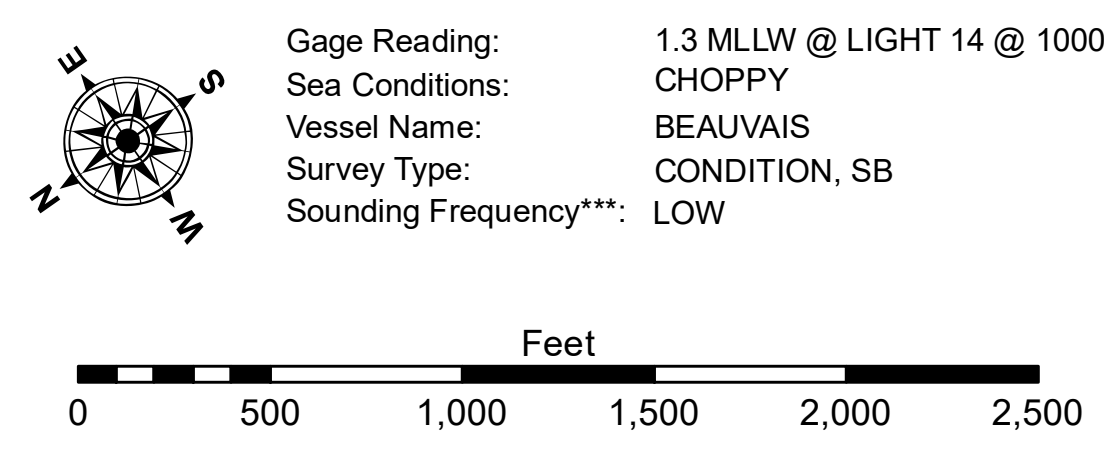 E
S
N
W
Gage Reading: 1.3 MLLW @ LIGHT 14 @ 1000
Sea Conditions: CHOPPY
Vessel Name: BEAUVAIS
Survey Type: CONDITION, SB
Sounding Frequency***: LOW
Feet
0 500 1,000 1,500 2,000 2,500